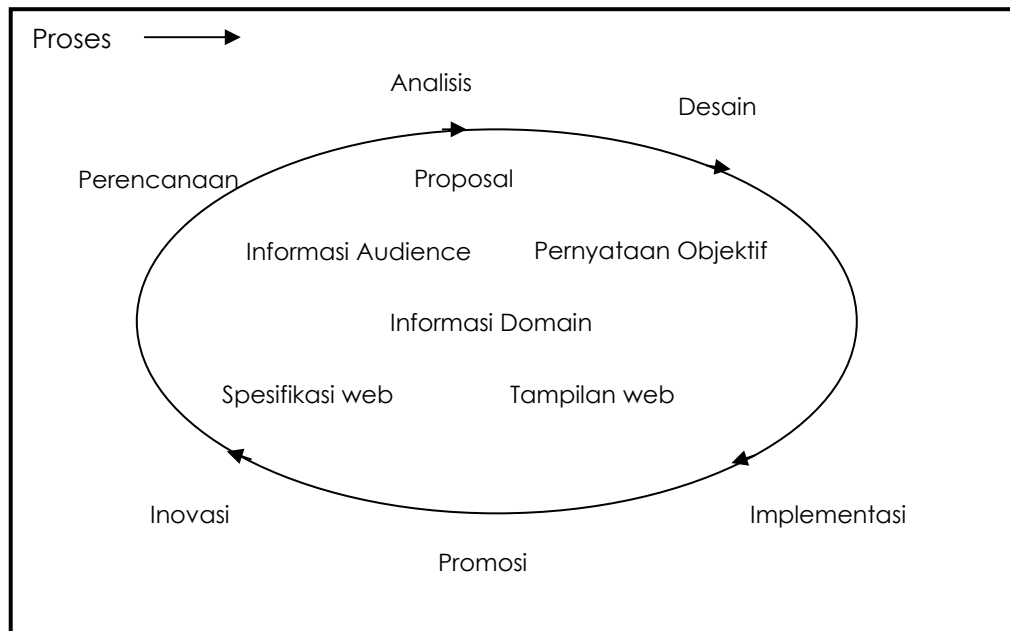 Proses
Analisis
Desain
Perencanaan
Proposal
Informasi Audience
Pernyataan Objektif
Informasi Domain
Spesifikasi web
Tampilan web
Inovasi
Implementasi
Promosi